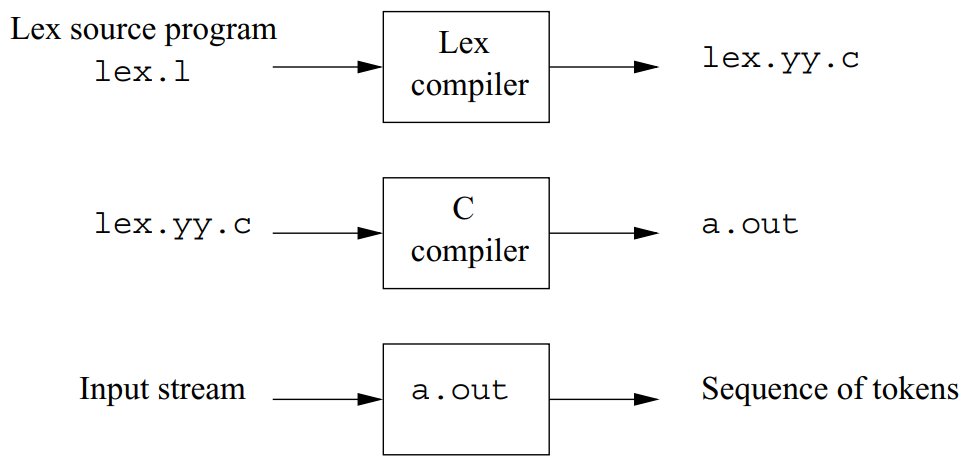 Lex source program
lex.l
Lex
compiler
lex.yy.c
lex.yy.c
C
compiler
a.out
Input stream
a.out
Sequence of tokens